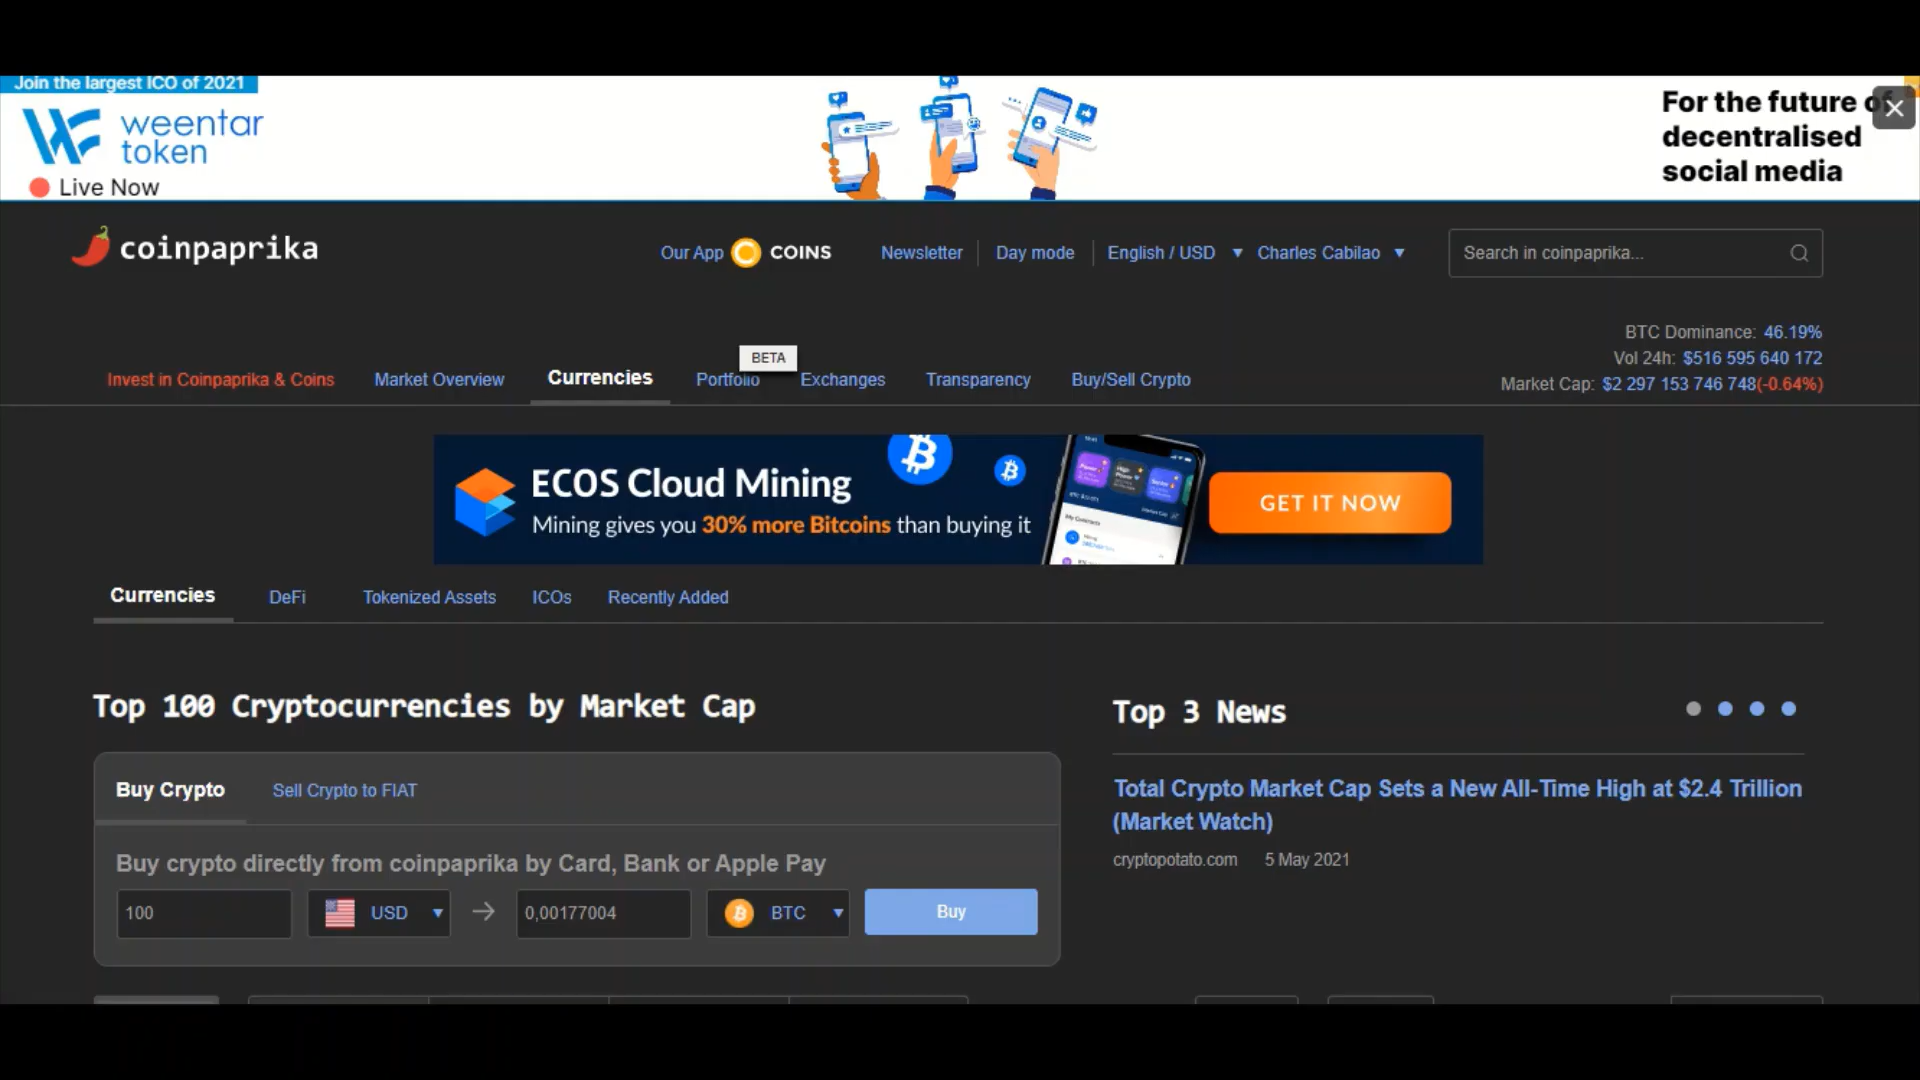 Join the largest ICO of 2021
weentar
token
Live Now
For the future of
decentralised
social media
coinpaprika
Our App COINS Newsletter Day mode English / USD Charles Cabilao Search in coinpaprika...
BTC Dominance: 46.19%
Vol 24h: $516 595 640 172
Market Cap: $2 297 153 746 748(-0.64%)
BETA
Invest in Coinpaprika & Coins Market Overview Currencies Portfolio Exchanges Transparency Buy/Sell Crypto
ECOS Cloud Mining
Mining gives you 30% more Bitcoins than buying it
GET IT NOW
Currencies DeFi Tokenized Assets ICOs Recently Added
Top 100 Cryptocurrencies by Market Cap
Buy Crypto Sell Crypto to FIAT
Buy crypto directly from coinpaprika by Card, Bank or Apple Pay
100 USD → 0,00177004 BTC Buy
Top 3 News
Total Crypto Market Cap Sets a New All-Time High at $2.4 Trillion
(Market Watch)
cryptopotato.com 5 May 2021